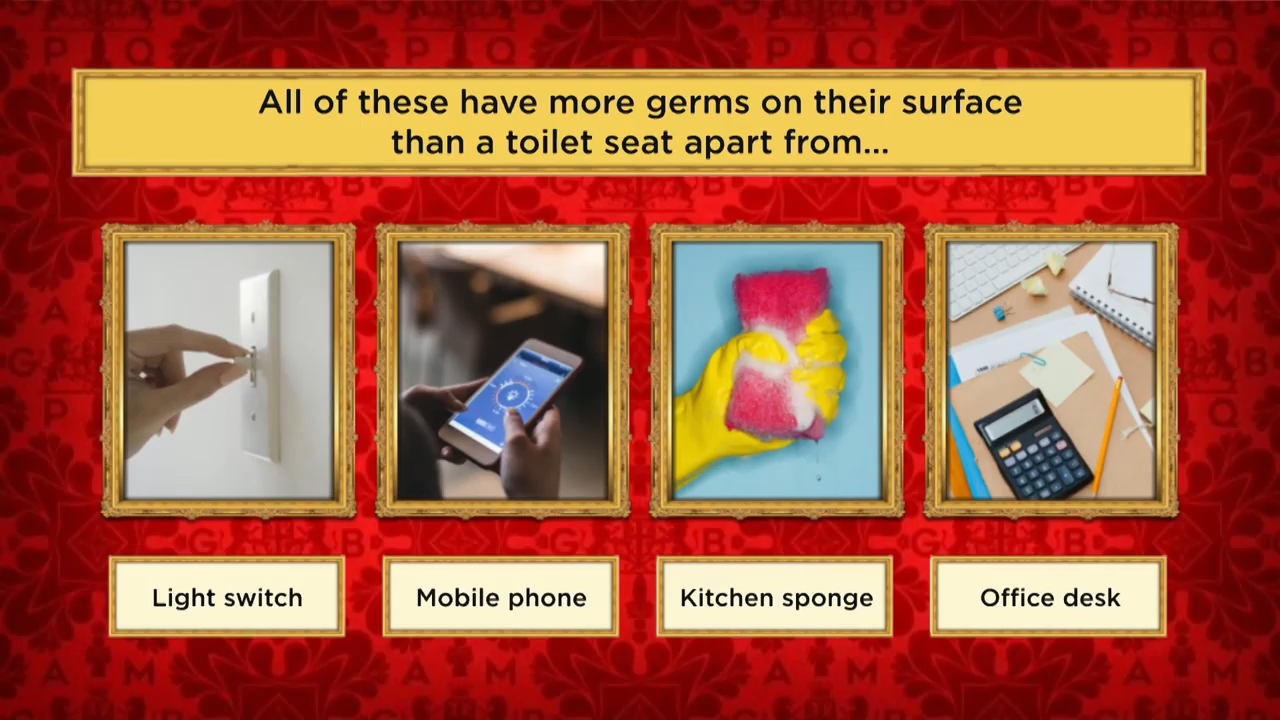 All of these have more germs on their surface
than a toilet seat apart from...
Light switch
Mobile phone
Kitchen sponge
Office desk